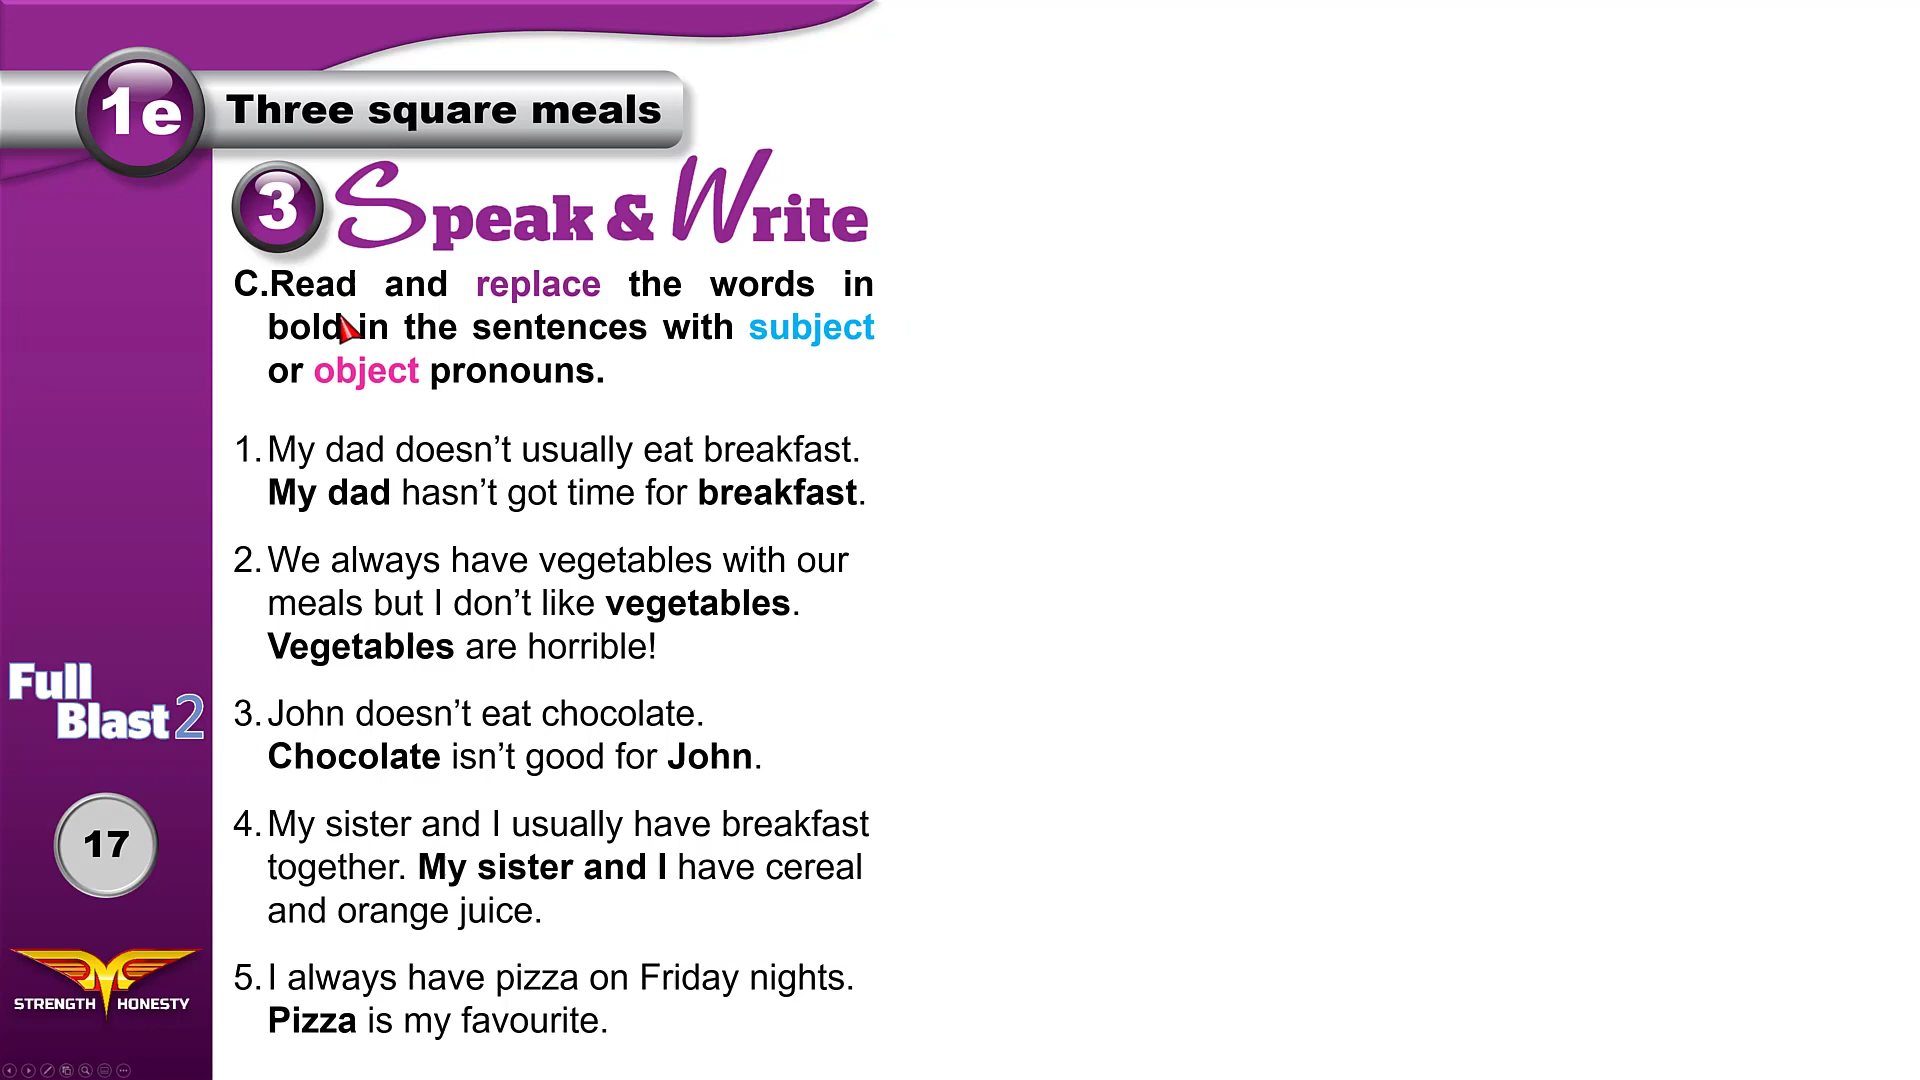 1e Three square meals
3 Speak & Write
C.Read and replace the words in
bold in the sentences with subject
or object pronouns.
1. My dad doesn’t usually eat breakfast.
My dad hasn’t got time for breakfast.
2. We always have vegetables with our
meals but I don’t like vegetables.
Vegetables are horrible!
3. John doesn’t eat chocolate.
Chocolate isn’t good for John.
4. My sister and I usually have breakfast
together. My sister and I have cereal
and orange juice.
5. I always have pizza on Friday nights.
Pizza is my favourite.
Full
Blast 2
17
STRENGTH HONESTY